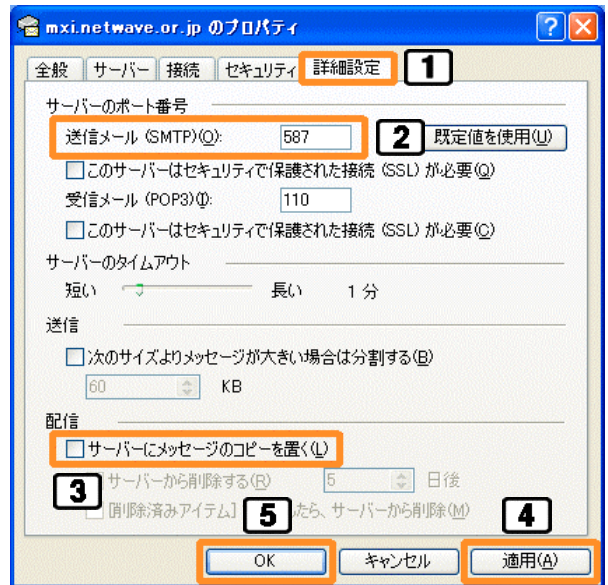 mxi.netwave.or.jp のプロパティ
全般 サーバー 接続 セキュリティ 詳細設定 1
サーバーのポート番号
送信メール (SMTP)(O): 587 2 既定値を使用(U)
このサーバーはセキュリティで保護された接続 (SSL) が必要(Q)
受信メール (POP3)(I): 110
このサーバーはセキュリティで保護された接続 (SSL) が必要(C)
サーバーのタイムアウト
短い 長い 1 分
送信
次のサイズよりメッセージが大きい場合は分割する(B)
60 KB
配信
サーバーにメッセージのコピーを置く(L)
3 サーバーから削除する(R) 5 日後
[削除済みアイテム] 5 たら、サーバーから削除(M) 4
OK キャンセル 適用(A)